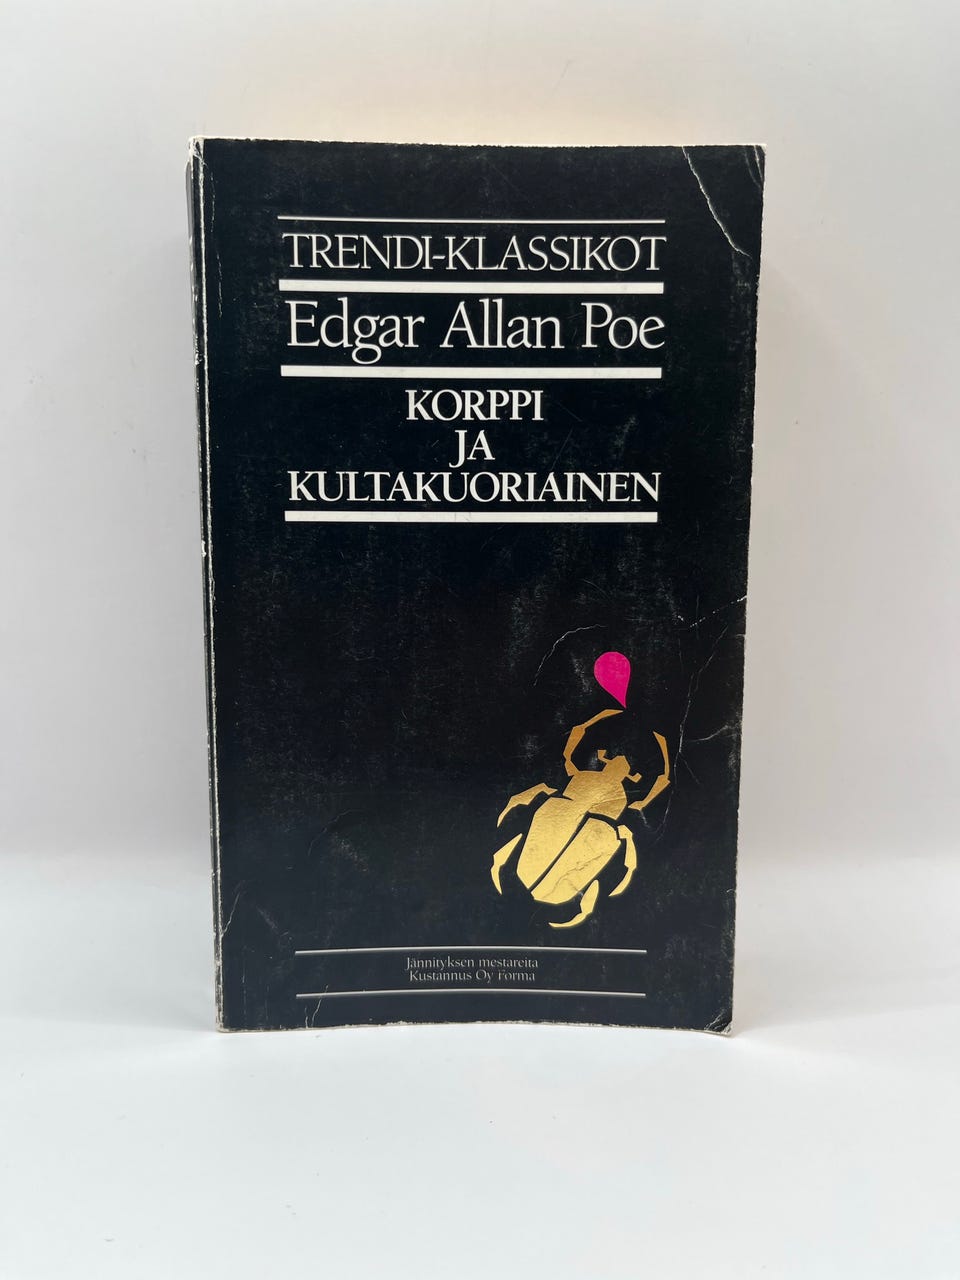 TRENDI-KLASSIKOT
Edgar Allan Poe
KORPPI
JA
KULTAKUORIAINEN
Jännityksen mestareita
Kustannus Oy Forma